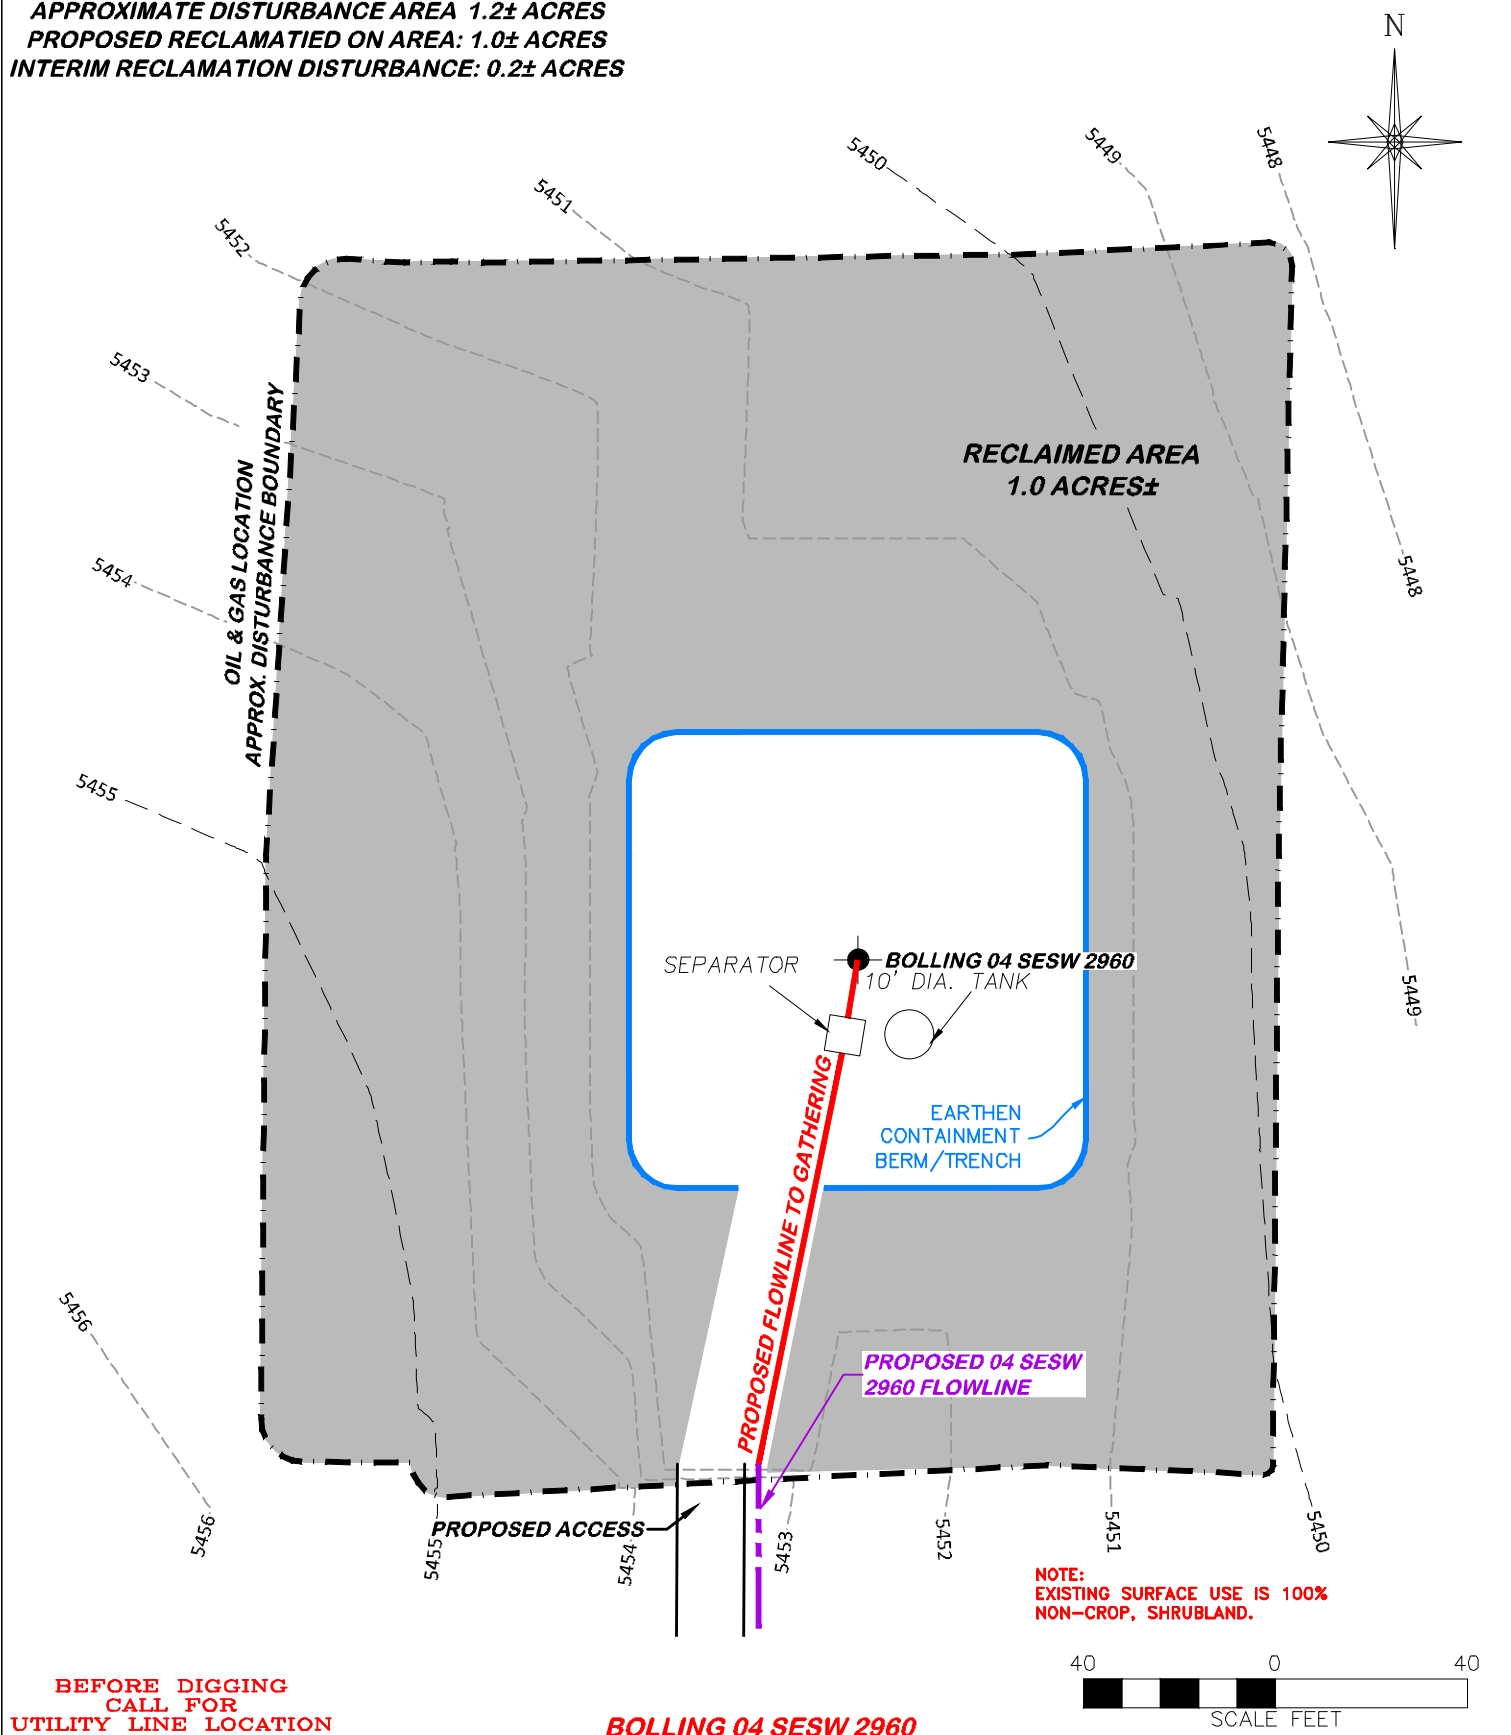 APPROXIMATE DISTURBANCE AREA 1.2± ACRES
PROPOSED RECLAMATIED ON AREA: 1.0± ACRES
INTERIM RECLAMATION DISTURBANCE: 0.2± ACRES
N
5448
5449
5450
5451
5452
5453
RECLAIMED AREA
1.0 ACRES±
OIL & GAS LOCATION
APPROX. DISTURBANCE BOUNDARY
5454
5448
5455
SEPARATOR
BOLLING 04 SESW 2960
10' DIA. TANK
5449
EARTHEN
CONTAINMENT
BERM/TRENCH
PROPOSED FLOWLINE TO GATHERING
5456
PROPOSED 04 SESW
2960 FLOWLINE
PROPOSED ACCESS
5456
5455
5454
5453
5452
5451
5450
NOTE:
EXISTING SURFACE USE IS 100%
NON-CROP, SHRUBLAND.
40 0 40
SCALE FEET
BEFORE DIGGING
CALL FOR
UTILITY LINE LOCATION
BOLLING 04 SESW 2960